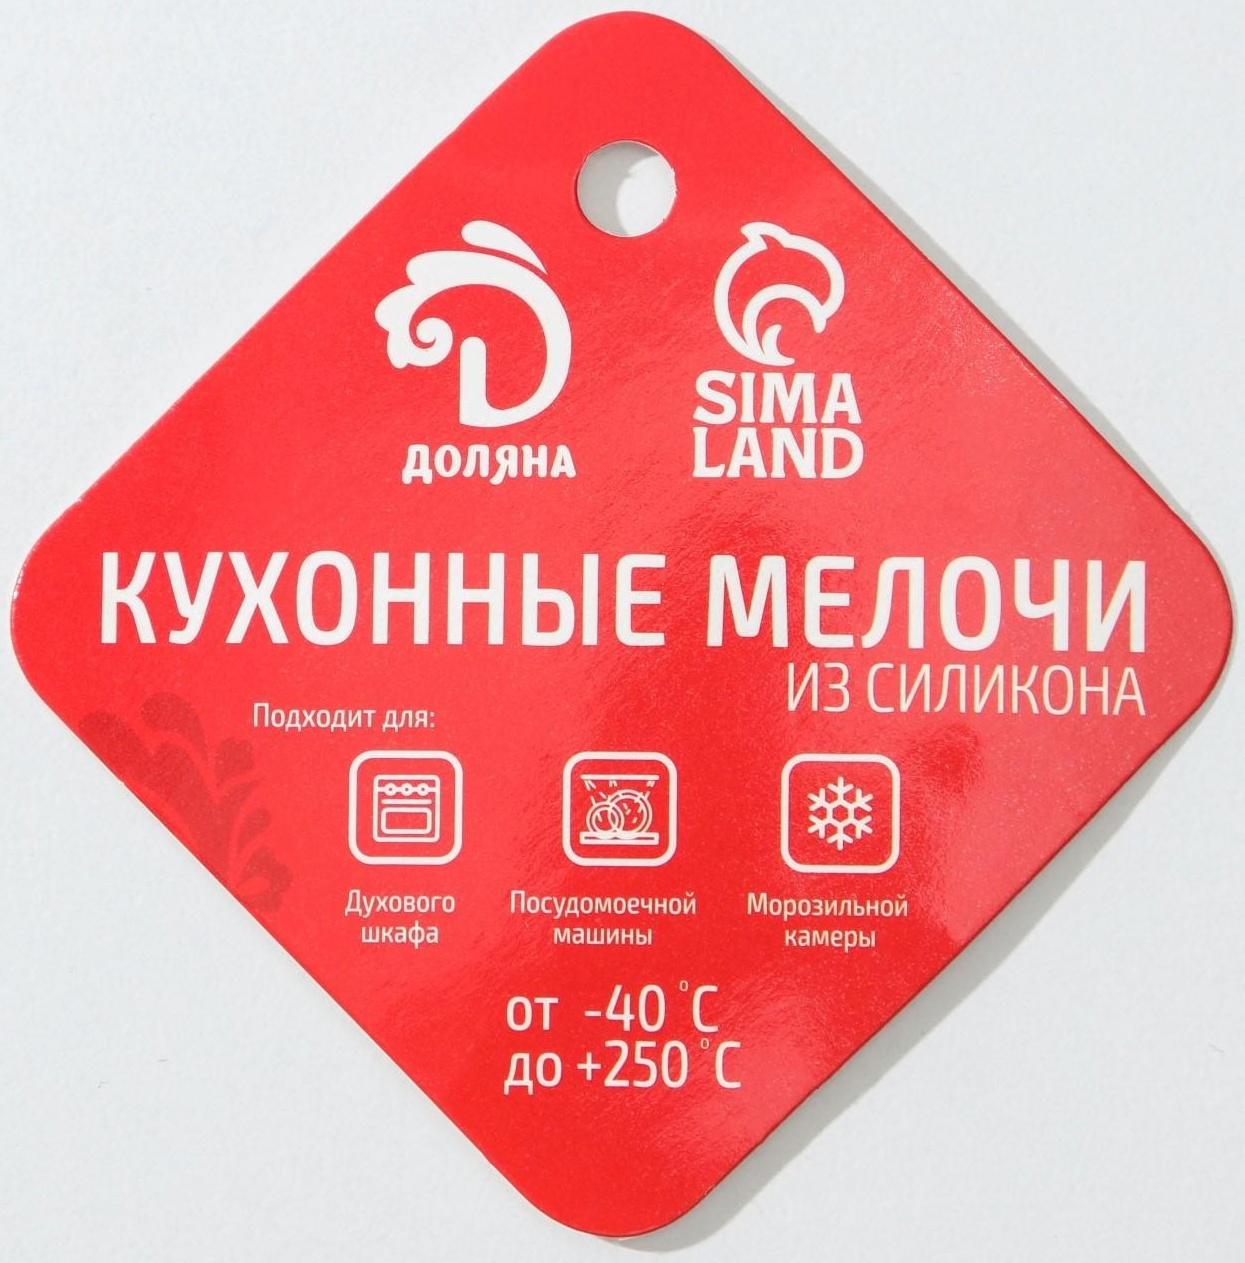 ДОЛЯНА
SIMA
LAND
КУХОННЫЕ МЕЛОЧИ
ИЗ СИЛИКОНА
Подходит для:
Духового
шкафа
Посудомоечной
машины
Морозильной
камеры
от -40 °C
до +250 °C